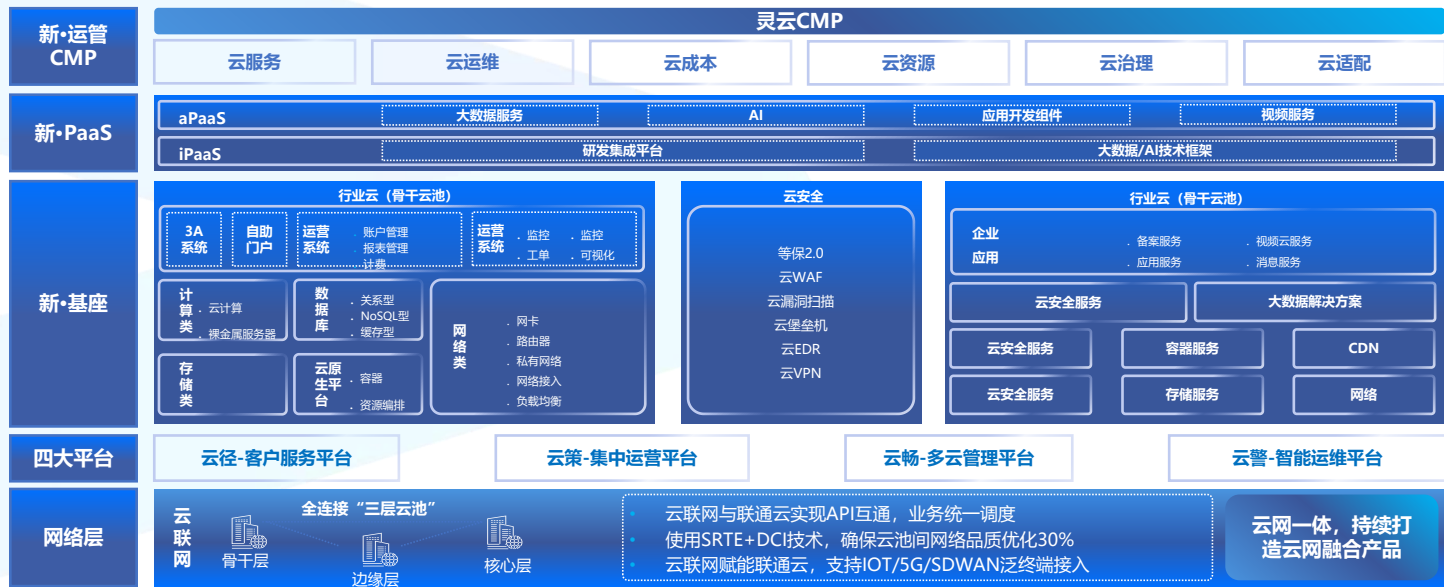 新·运管
CMP
灵云CMP
云服务
云运维
云成本
云资源
云治理
云适配
新·PaaS
aPaaS
大数据服务
AI
应用开发组件
视频服务
iPaaS
研发集成平台
大数据/AI技术框架
新·基座
行业云（骨干云池）
3A
系统
自助
门户
运营
系统
. 账户管理
. 报表管理
. 计费
运营
系统
. 监控
. 监控
. 工单
. 可视化
计
算
类
. 云计算
. 裸金属服务器
数
据
库
. 关系型
. NoSQL型
. 缓存型
存
储
类
云原
生平
台
. 容器
. 资源编排
网
络
类
. 网卡
. 路由器
. 私有网络
. 网络接入
. 负载均衡
云安全
等保2.0
云WAF
云漏洞扫描
云堡垒机
云EDR
云VPN
行业云（骨干云池）
企业
应用
. 备案服务
. 视频云服务
. 应用服务
. 消息服务
云安全服务
大数据解决方案
云安全服务
容器服务
CDN
云安全服务
存储服务
网络
四大平台
云径-客户服务平台
云策-集中运营平台
云畅-多云管理平台
云警-智能运维平台
网络层
云
联
网
全连接“三层云池”
骨干层
边缘层
核心层
• 云联网与联通云实现API互通，业务统一调度
• 使用SRTE+DCI技术，确保云池间网络品质优化30%
• 云联网赋能联通云，支持IOT/5G/SDWAN泛终端接入
云网一体，持续打
造云网融合产品